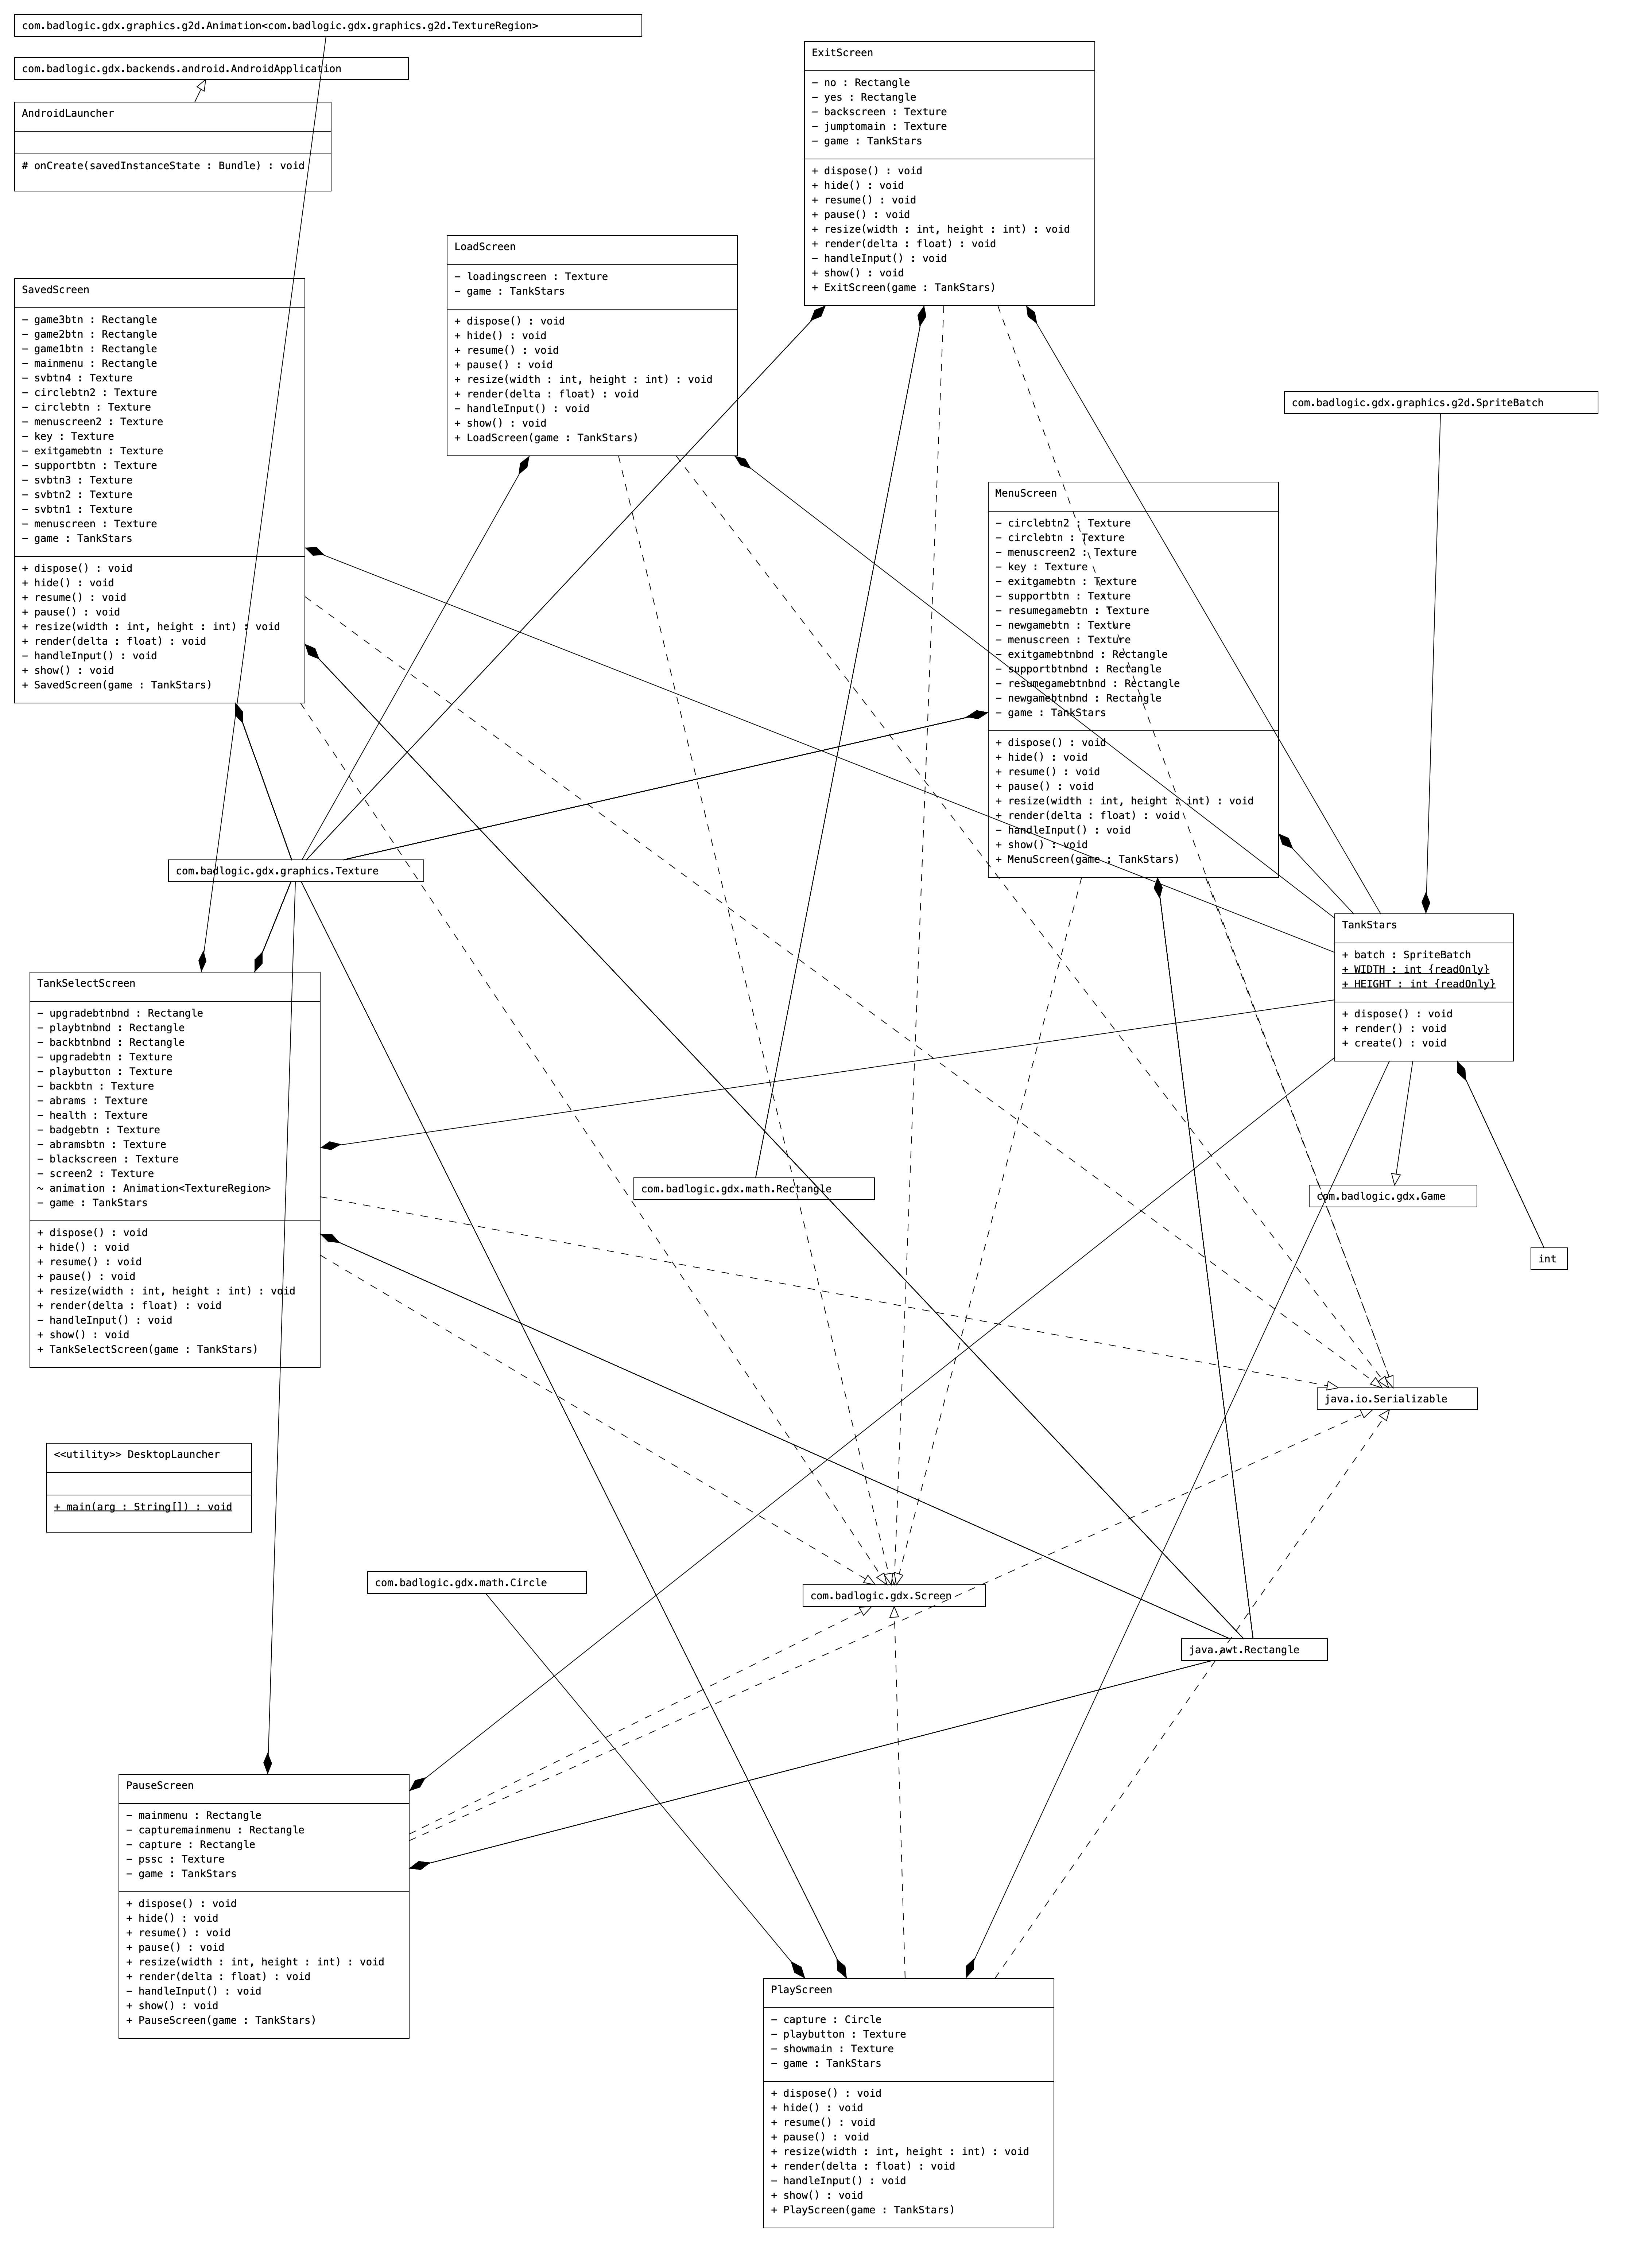 com.badlogic.gdx.graphics.g2d.Animation<com.badlogic.gdx.graphics.g2d.TextureRegion>
com.badlogic.gdx.backends.android.AndroidApplication
AndroidLauncher
# onCreate(savedInstanceState : Bundle) : void
ExitScreen
− no : Rectangle
− yes : Rectangle
− backscreen : Texture
− jumptomain : Texture
− game : TankStars
+ dispose() : void
+ hide() : void
+ resume() : void
+ pause() : void
+ resize(width : int, height : int) : void
+ render(delta : float) : void
− handleInput() : void
+ show() : void
+ ExitScreen(game : TankStars)
LoadScreen
− loadingscreen : Texture
− game : TankStars
+ dispose() : void
+ hide() : void
+ resume() : void
+ pause() : void
+ resize(width : int, height : int) : void
+ render(delta : float) : void
− handleInput() : void
+ show() : void
+ LoadScreen(game : TankStars)
SavedScreen
− game3btn : Rectangle
− game2btn : Rectangle
− game1btn : Rectangle
− mainmenu : Rectangle
− svbtn4 : Texture
− circlebtn2 : Texture
− circlebtn : Texture
− menuscreen2 : Texture
− key : Texture
− exitgamebtn : Texture
− supportbtn : Texture
− svbtn3 : Texture
− svbtn2 : Texture
− svbtn1 : Texture
− menuscreen : Texture
− game : TankStars
+ dispose() : void
+ hide() : void
+ resume() : void
+ pause() : void
+ resize(width : int, height : int) : void
+ render(delta : float) : void
− handleInput() : void
+ show() : void
+ SavedScreen(game : TankStars)
com.badlogic.gdx.graphics.g2d.SpriteBatch
MenuScreen
− circlebtn2 : Texture
− circlebtn : Texture
− menuscreen2 : Texture
− key : Texture
− exitgamebtn : Texture
− supportbtn : Texture
− resumegamebtn : Texture
− newgamebtn : Texture
− menuscreen : Texture
− exitgamebtnbnd : Rectangle
− supportbtnbnd : Rectangle
− resumegamebtnbnd : Rectangle
− newgamebtnbnd : Rectangle
− game : TankStars
+ dispose() : void
+ hide() : void
+ resume() : void
+ pause() : void
+ resize(width : int, height : int) : void
+ render(delta : float) : void
− handleInput() : void
+ show() : void
+ MenuScreen(game : TankStars)
com.badlogic.gdx.graphics.Texture
TankStars
+ batch : SpriteBatch
+ WIDTH : int {readOnly}
+ HEIGHT : int {readOnly}
+ dispose() : void
+ render() : void
+ create() : void
TankSelectScreen
− upgradebtnbnd : Rectangle
− playbtnbnd : Rectangle
− backbtnbnd : Rectangle
− upgradebtn : Texture
− playbutton : Texture
− backbtn : Texture
− abrams : Texture
− health : Texture
− badgebtn : Texture
− abramsbtn : Texture
− blackscreen : Texture
− screen2 : Texture
~ animation : Animation<TextureRegion>
− game : TankStars
+ dispose() : void
+ hide() : void
+ resume() : void
+ pause() : void
+ resize(width : int, height : int) : void
+ render(delta : float) : void
− handleInput() : void
+ show() : void
+ TankSelectScreen(game : TankStars)
com.badlogic.gdx.math.Rectangle
com.badlogic.gdx.Game
int
java.io.Serializable
<<utility>> DesktopLauncher
+ main(arg : String[]) : void
com.badlogic.gdx.math.Circle
com.badlogic.gdx.Screen
java.awt.Rectangle
PauseScreen
− mainmenu : Rectangle
− capturemainmenu : Rectangle
− capture : Rectangle
− pssc : Texture
− game : TankStars
+ dispose() : void
+ hide() : void
+ resume() : void
+ pause() : void
+ resize(width : int, height : int) : void
+ render(delta : float) : void
− handleInput() : void
+ show() : void
+ PauseScreen(game : TankStars)
PlayScreen
− capture : Circle
− playbutton : Texture
− showmain : Texture
− game : TankStars
+ dispose() : void
+ hide() : void
+ resume() : void
+ pause() : void
+ resize(width : int, height : int) : void
+ render(delta : float) : void
− handleInput() : void
+ show() : void
+ PlayScreen(game : TankStars)